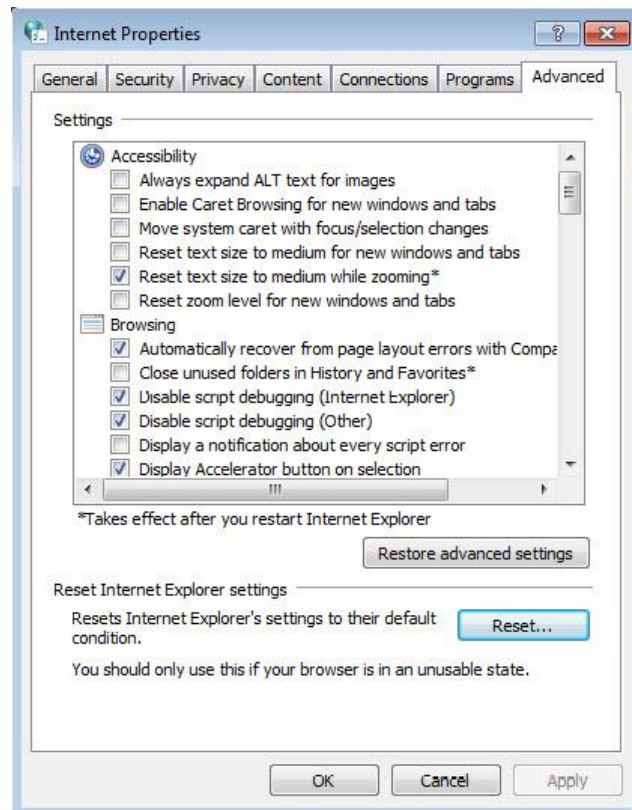 Internet Properties
General Security Privacy Content Connections Programs Advanced
Settings
Accessibility
Always expand ALT text for images
Enable Caret Browsing for new windows and tabs
Move system caret with focus/selection changes
Reset text size to medium for new windows and tabs
Reset text size to medium while zooming*
Reset zoom level for new windows and tabs
Browsing
Automatically recover from page layout errors with Compa
Close unused folders in History and Favorites*
Disable script debugging (Internet Explorer)
Disable script debugging (Other)
Display a notification about every script error
Display Accelerator button on selection
*Takes effect after you restart Internet Explorer
Restore advanced settings
Reset Internet Explorer settings
Resets Internet Explorer's settings to their default
condition.
Reset...
You should only use this if your browser is in an unusable state.
OK Cancel Apply